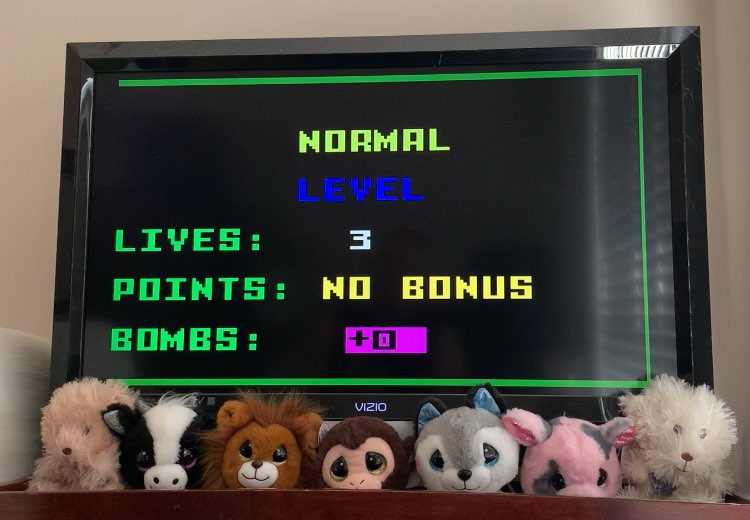 NORMAL
LEVEL
LIVES: 3
POINTS: NO BONUS
BOMBS: +0
VIZIO